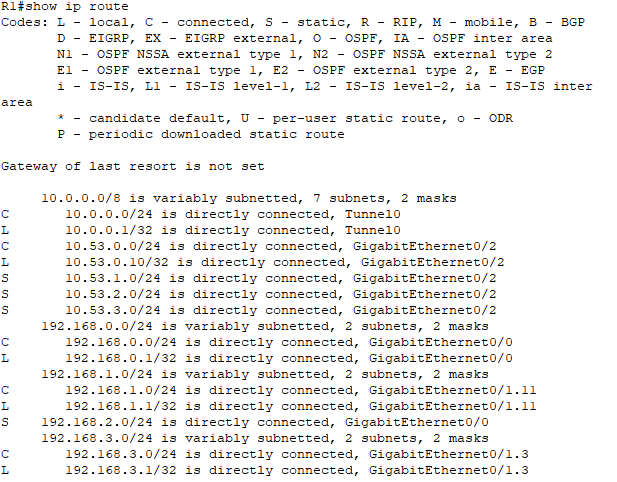 R1#show ip route
Codes: L - local, C - connected, S - static, R - RIP, M - mobile, B - BGP
       D - EIGRP, EX - EIGRP external, O - OSPF, IA - OSPF inter area
       N1 - OSPF NSSA external type 1, N2 - OSPF NSSA external type 2
       E1 - OSPF external type 1, E2 - OSPF external type 2, E - EGP
       i - IS-IS, L1 - IS-IS level-1, L2 - IS-IS level-2, ia - IS-IS inter
area
       * - candidate default, U - per-user static route, o - ODR
       P - periodic downloaded static route

Gateway of last resort is not set

     10.0.0.0/8 is variably subnetted, 7 subnets, 2 masks
C       10.0.0.0/24 is directly connected, Tunnel0
L       10.0.0.1/32 is directly connected, Tunnel0
C       10.53.0.0/24 is directly connected, GigabitEthernet0/2
L       10.53.0.10/32 is directly connected, GigabitEthernet0/2
S       10.53.1.0/24 is directly connected, GigabitEthernet0/2
S       10.53.2.0/24 is directly connected, GigabitEthernet0/2
S       10.53.3.0/24 is directly connected, GigabitEthernet0/2
     192.168.0.0/24 is variably subnetted, 2 subnets, 2 masks
C       192.168.0.0/24 is directly connected, GigabitEthernet0/0
L       192.168.0.1/32 is directly connected, GigabitEthernet0/0
     192.168.1.0/24 is variably subnetted, 2 subnets, 2 masks
C       192.168.1.0/24 is directly connected, GigabitEthernet0/1.11
L       192.168.1.1/32 is directly connected, GigabitEthernet0/1.11
S    192.168.2.0/24 is directly connected, GigabitEthernet0/0
     192.168.3.0/24 is variably subnetted, 2 subnets, 2 masks
C       192.168.3.0/24 is directly connected, GigabitEthernet0/1.3
L       192.168.3.1/32 is directly connected, GigabitEthernet0/1.3